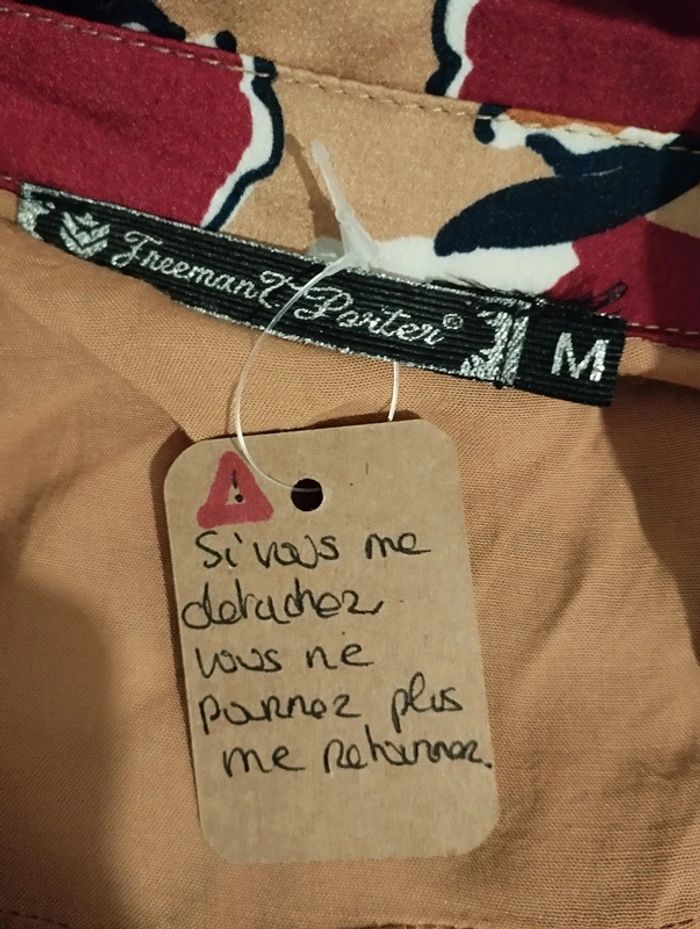 Freeman T. Porter® M
Si vous me
detachez
vous ne
pourrez plus
me retourner.